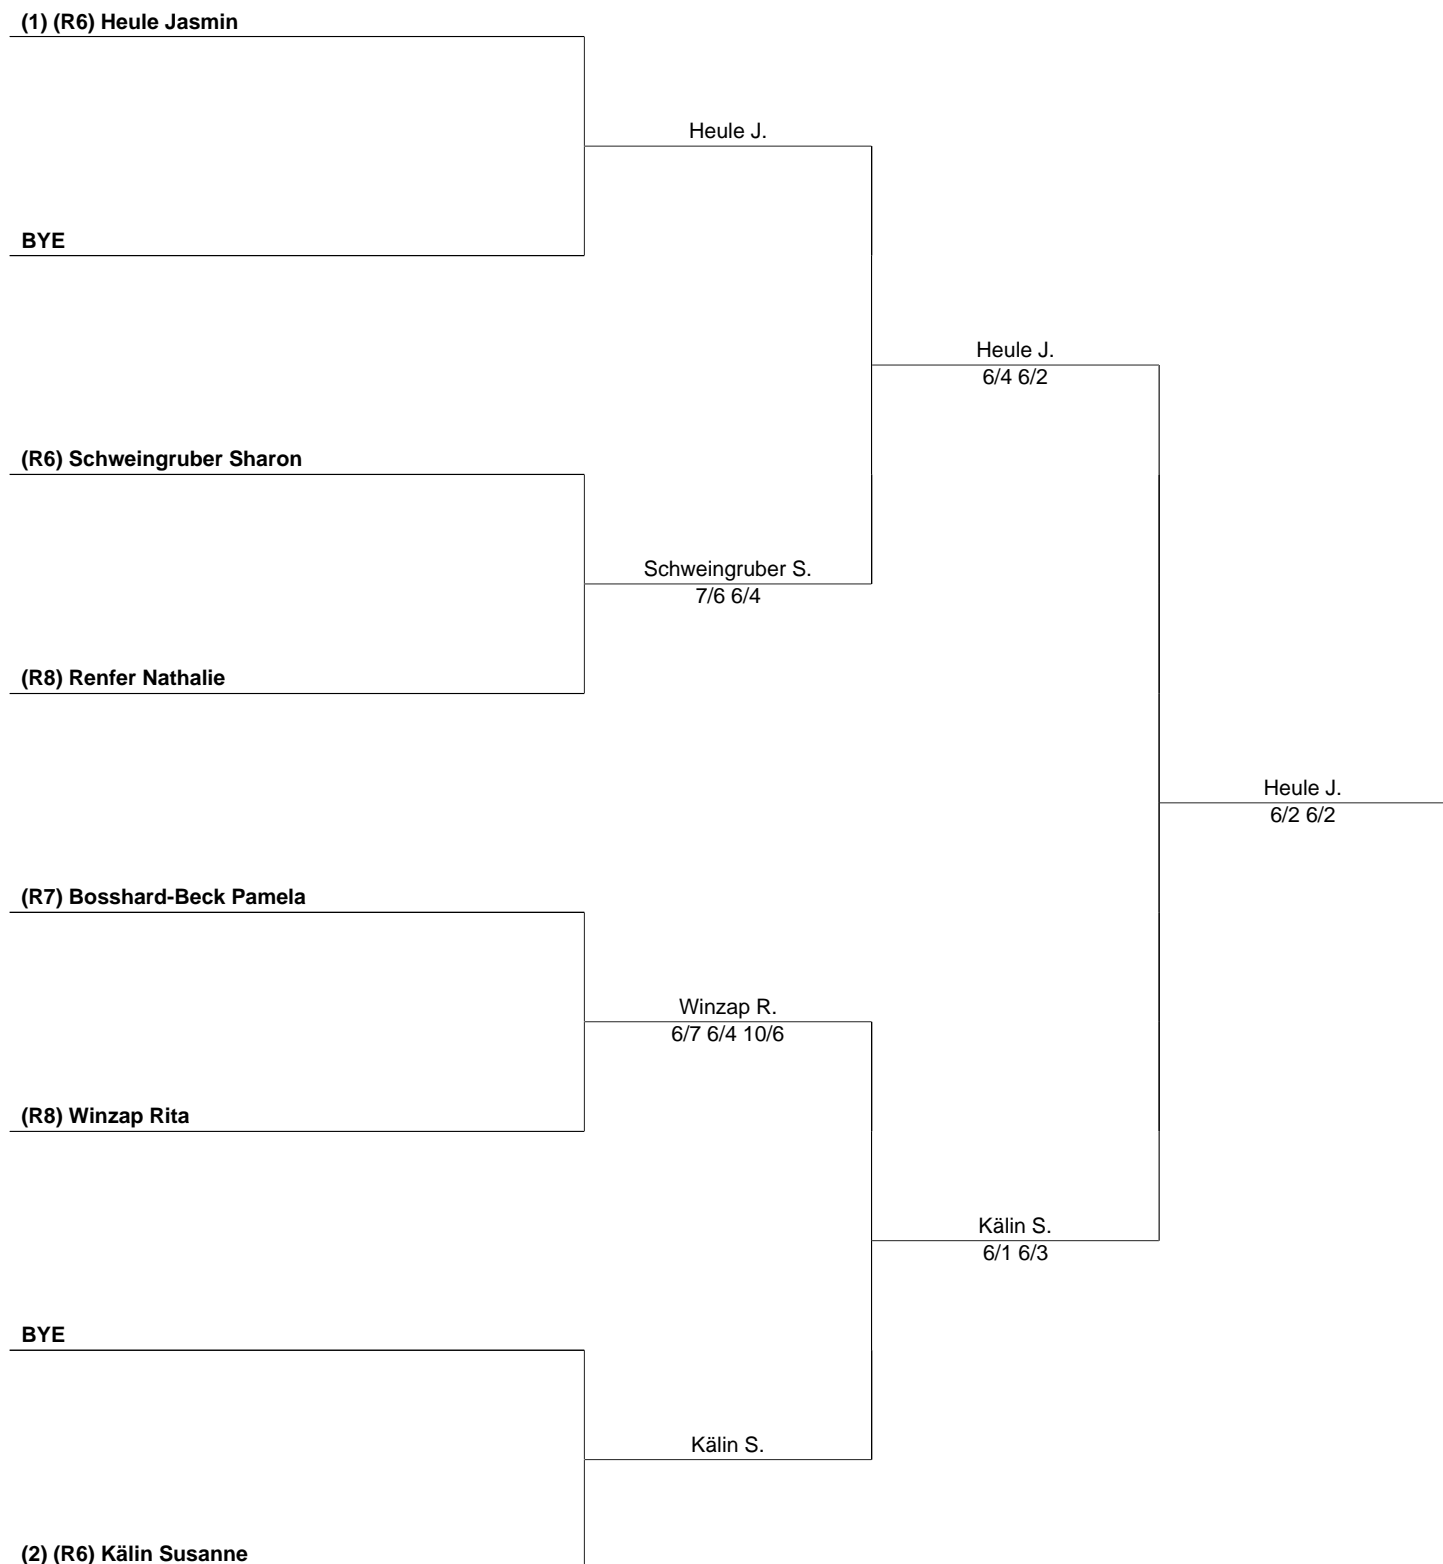 (1) (R6) Heule Jasmin
Heule J.
BYE
Heule J.
6/4 6/2
(R6) Schweingruber Sharon
Schweingruber S.
7/6 6/4
(R8) Renfer Nathalie
Heule J.
6/2 6/2
(R7) Bosshard-Beck Pamela
Winzap R.
6/7 6/4 10/6
(R8) Winzap Rita
Kälin S.
6/1 6/3
BYE
Kälin S.
(2) (R6) Kälin Susanne